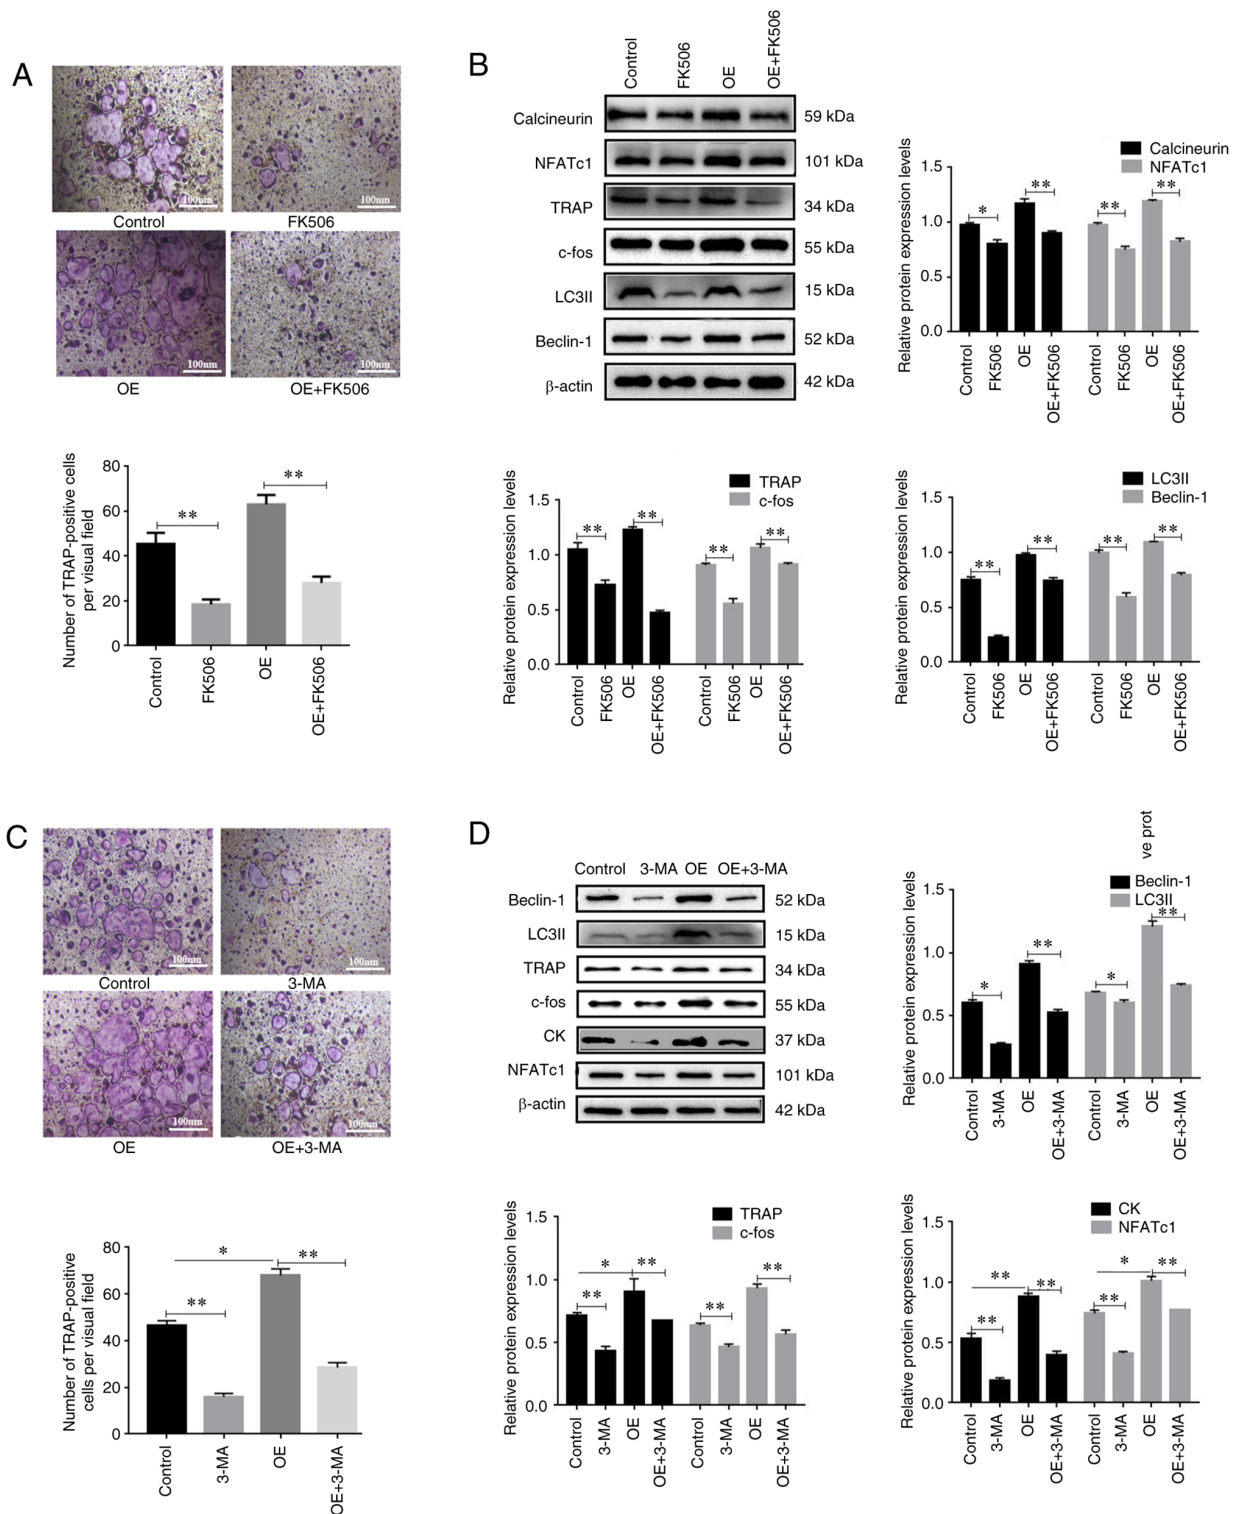 A
100nm
100nm
Control
FK506
100nm
100nm
OE
OE+FK506
Number of TRAP-positive cells
per visual field
80
60
40
20
0
**
**
Control
FK506
OE
OE+FK506
B
Control
FK506
OE
OE+FK506
Calcineurin
59 kDa
NFATc1
101 kDa
TRAP
34 kDa
c-fos
55 kDa
LC3II
15 kDa
Beclin-1
52 kDa
β-actin
42 kDa
Calcineurin
NFATc1
Relative protein expression levels
1.5
1.0
0.5
0.0
*
**
**
**
Control
FK506
OE
OE+FK506
Control
FK506
OE
OE+FK506
TRAP
c-fos
Relative protein expression levels
1.5
1.0
0.5
0.0
**
**
**
**
Control
FK506
OE
OE+FK506
Control
FK506
OE
OE+FK506
LC3II
Beclin-1
Relative protein expression levels
1.5
1.0
0.5
0.0
**
**
**
**
Control
FK506
OE
OE+FK506
Control
FK506
OE
OE+FK506
C
100nm
100nm
Control
3-MA
100nm
100nm
OE
OE+3-MA
Number of TRAP-positive
cells per visual field
80
60
40
20
0
*
**
**
Control
3-MA
OE
OE+3-MA
D
Control 3-MA OE OE+3-MA
Beclin-1
52 kDa
LC3II
15 kDa
TRAP
34 kDa
c-fos
55 kDa
CK
37 kDa
NFATc1
101 kDa
β-actin
42 kDa
ve prot
Beclin-1
LC3II
Relative protein expression levels
1.5
1.0
0.5
0.0
*
**
*
**
Control
3-MA
OE
OE+3-MA
Control
3-MA
OE
OE+3-MA
TRAP
c-fos
Relative protein expression levels
1.5
1.0
0.5
0.0
**
*
**
**
**
Control
3-MA
OE
OE+3-MA
Control
3-MA
OE
OE+3-MA
CK
NFATc1
Relative protein expression levels
1.5
1.0
0.5
0.0
**
**
**
**
*
**
Control
3-MA
OE
OE+3-MA
Control
3-MA
OE
OE+3-MA